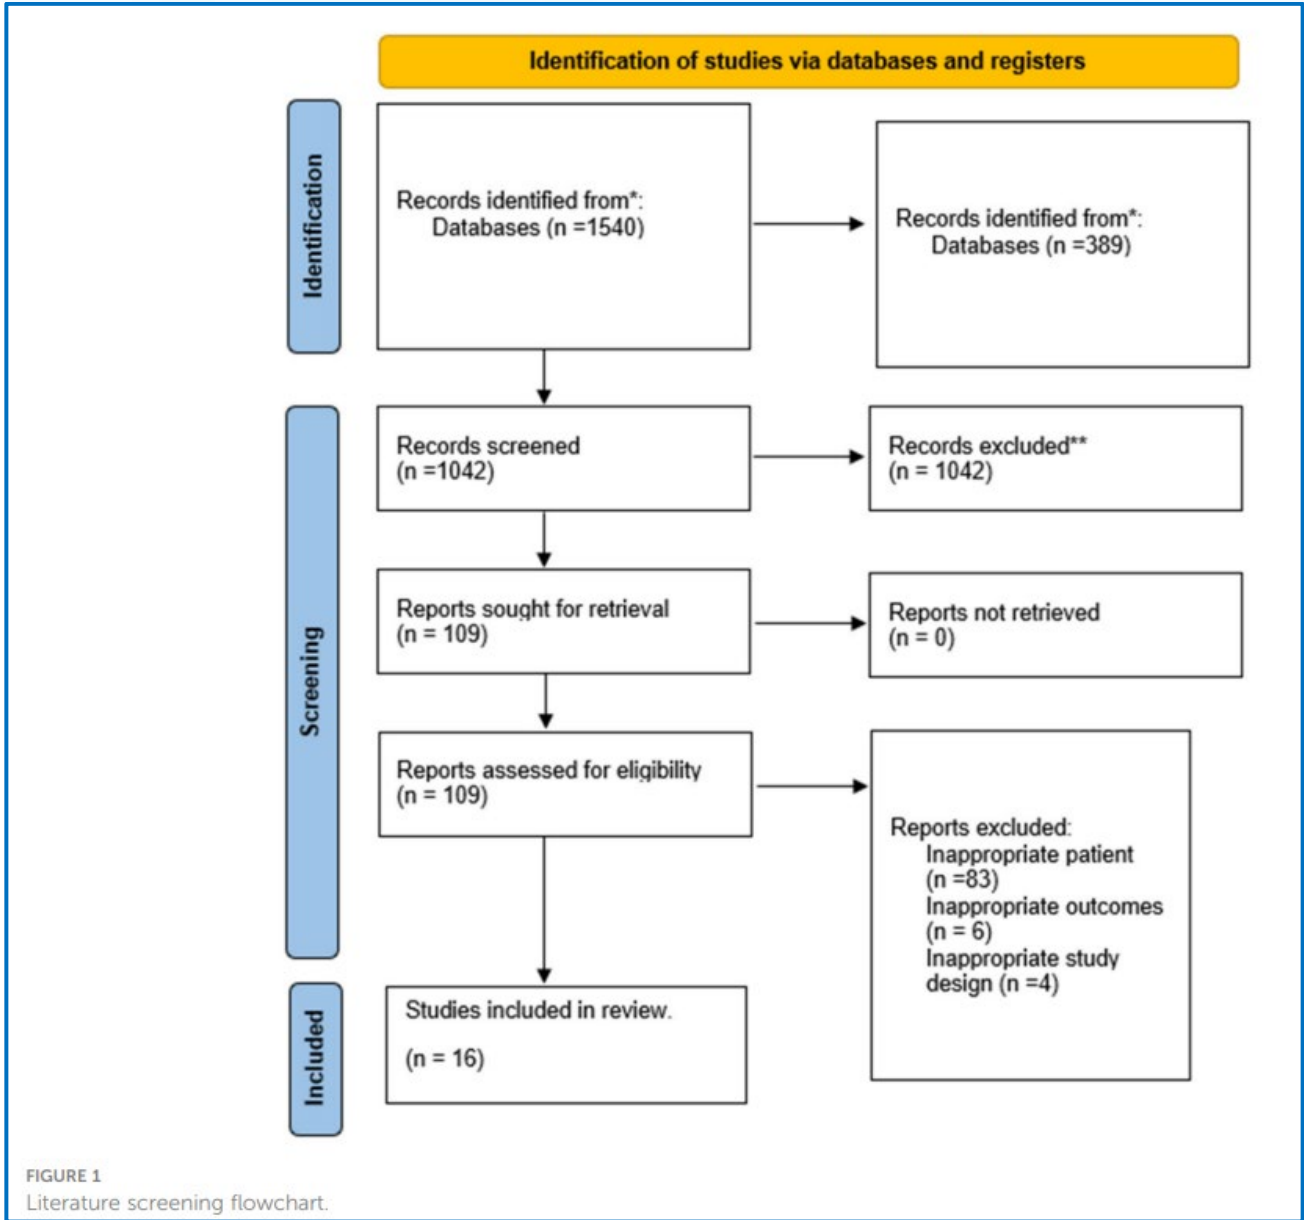 Identification of studies via databases and registers
Identification
Records identified from*:
Databases (n =1540)
Records identified from*:
Databases (n =389)
Screening
Records screened
(n =1042)
Records excluded**
(n = 1042)
Reports sought for retrieval
(n = 109)
Reports not retrieved
(n = 0)
Reports assessed for eligibility
(n = 109)
Reports excluded:
Inappropriate patient
(n =83)
Inappropriate outcomes
(n = 6)
Inappropriate study
design (n =4)
Included
Studies included in review.
(n = 16)
FIGURE 1
Literature screening flowchart.